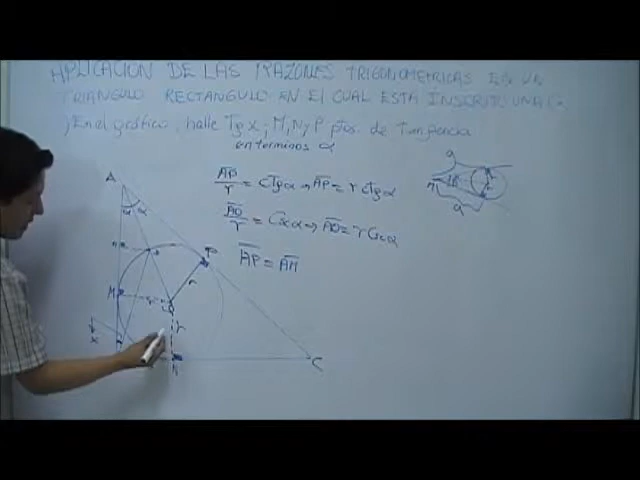 APLICACION DE LAS RAZONES TRIGONOMETRICAS EN UN
TRIANGULO RECTANGULO EN EL CUAL ESTA INSCRITO UNA
) En el gráfico, halle Tg x; M, N y P ptos. de tangencia
en terminos α
AP/r = Ctgα ⇒ AP = r Ctgα
AO/r = Cscα ⇒ AO = r Cscα
AP = AM
A
α α
P
r
M
r
O
r
x
N
C
a
a